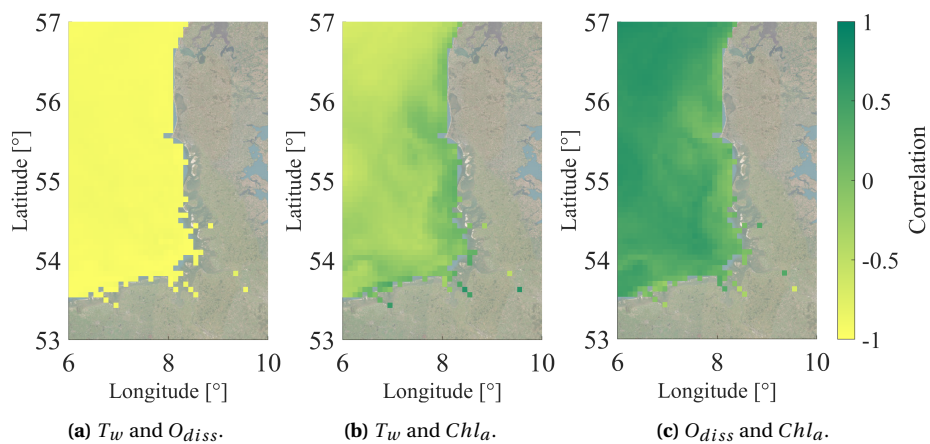 57
56
55
54
53
Latitude [°]
6
8
10
Longitude [°]
(a) T_w and O_diss.
57
56
55
54
53
Latitude [°]
6
8
10
Longitude [°]
(b) T_w and Chl_a.
57
56
55
54
53
Latitude [°]
6
8
10
Longitude [°]
(c) O_diss and Chl_a.
1
0.5
0
-0.5
-1
Correlation